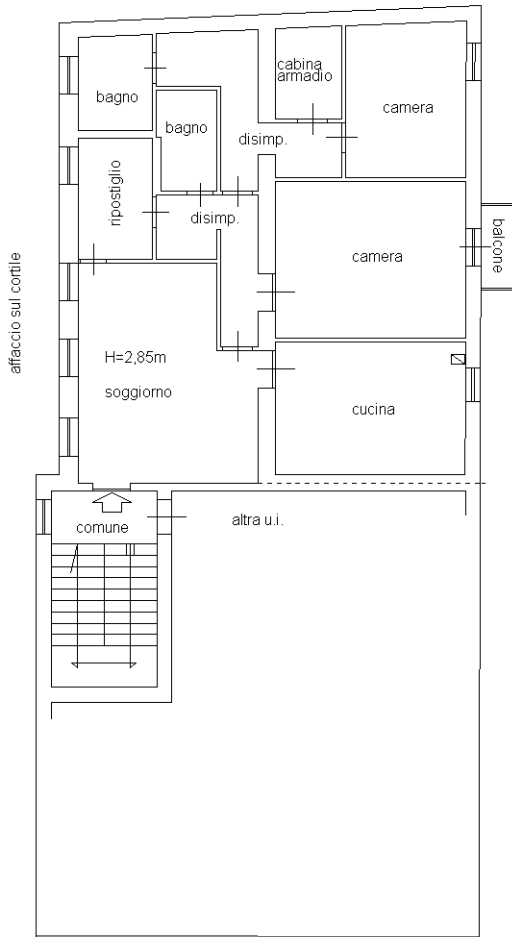 cabina
armadio
bagno
camera
bagno
disimp.
ripostiglio
disimp.
balcone
affaccio sul cortile
camera
H=2,85m
soggiorno
cucina
comune
altra u.i.